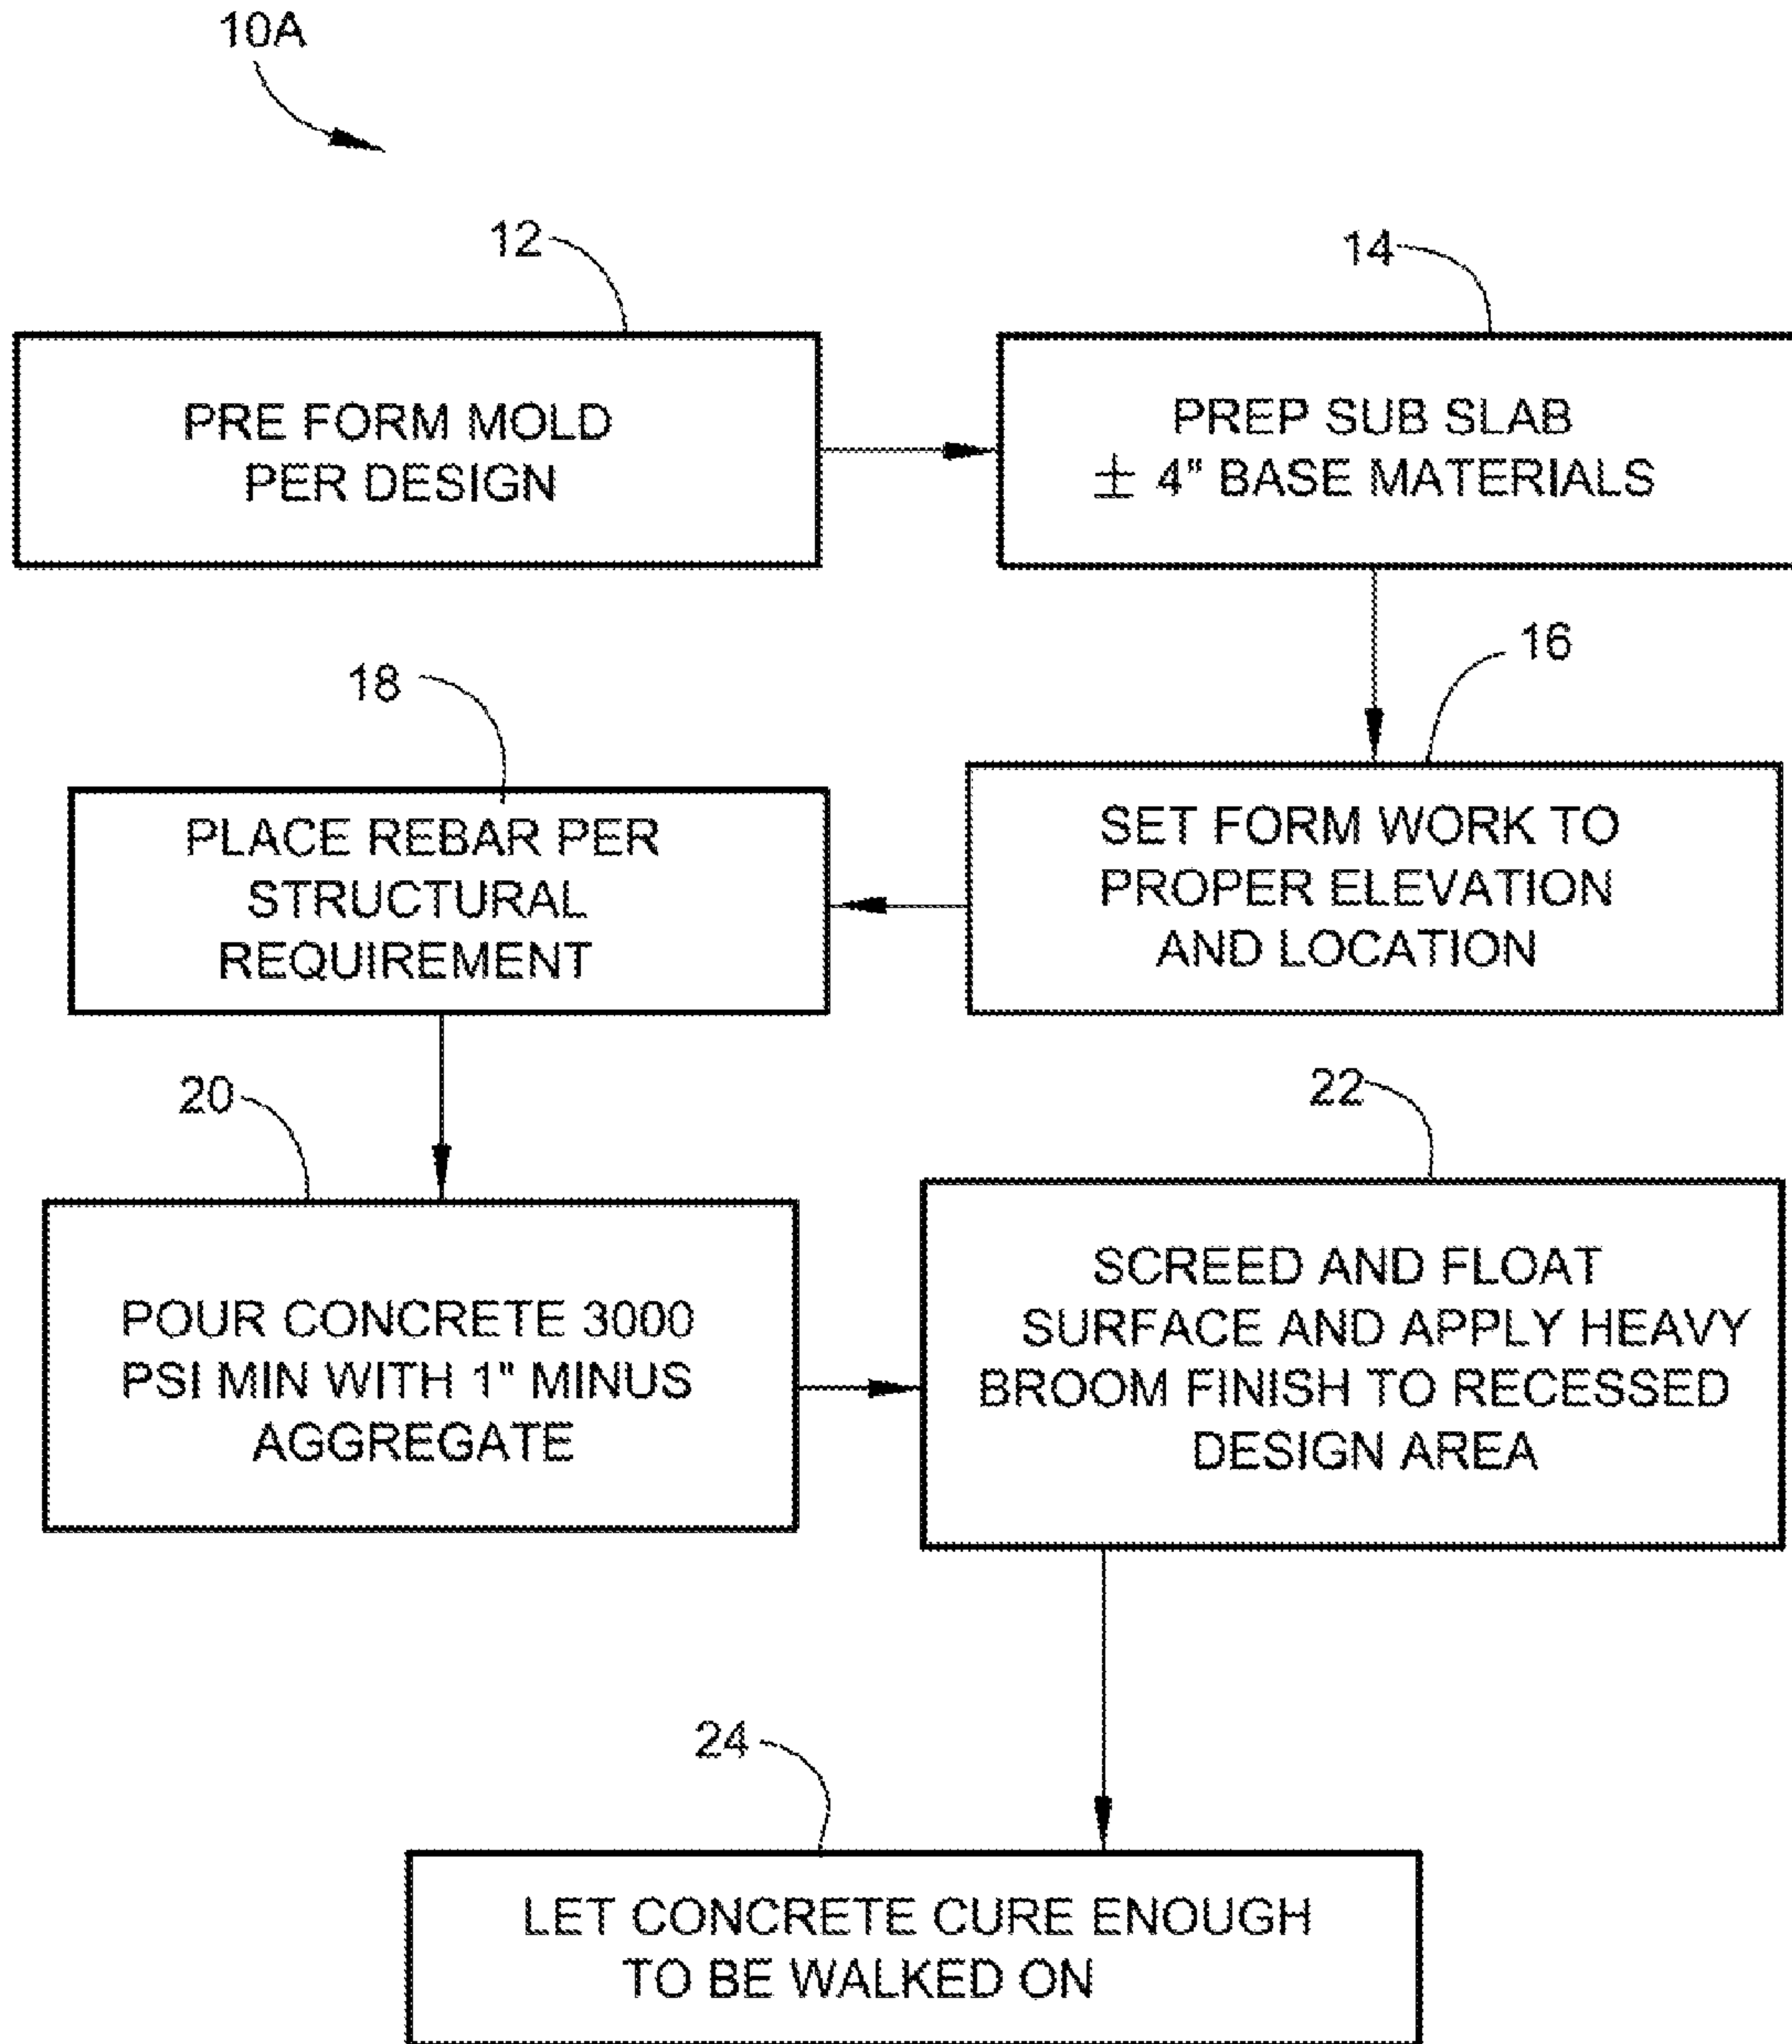 10A
12
PRE FORM MOLD
PER DESIGN
14
PREP SUB SLAB
± 4" BASE MATERIALS
16
SET FORM WORK TO
PROPER ELEVATION
AND LOCATION
18
PLACE REBAR PER
STRUCTURAL
REQUIREMENT
20
POUR CONCRETE 3000
PSI MIN WITH 1" MINUS
AGGREGATE
22
SCREED AND FLOAT
SURFACE AND APPLY HEAVY
BROOM FINISH TO RECESSED
DESIGN AREA
24
LET CONCRETE CURE ENOUGH
TO BE WALKED ON